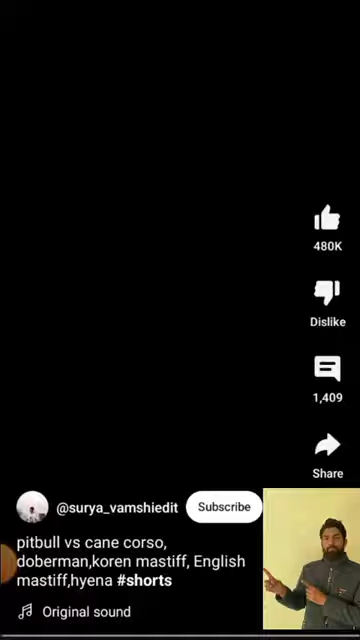 480K
Dislike
1,409
Share
@surya_vamshiedit Subscribe
pitbull vs cane corso,
doberman,koren mastiff, English
mastiff,hyena #shorts
Original sound